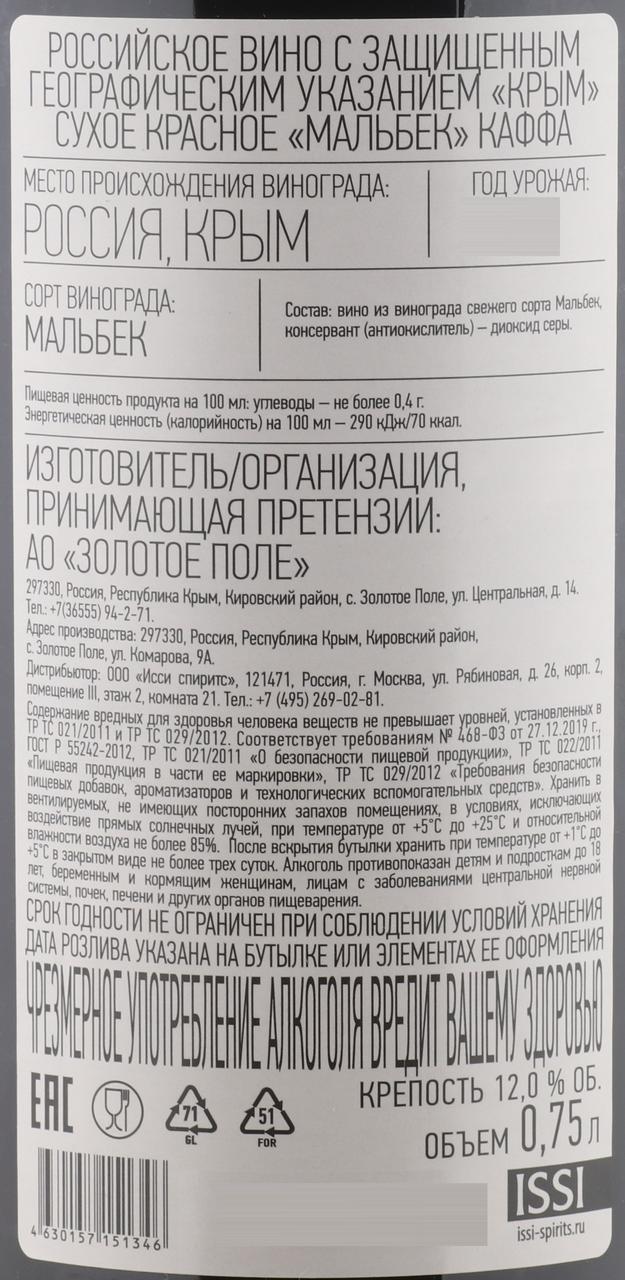 РОССИЙСКОЕ ВИНО С ЗАЩИЩЕННЫМ
ГЕОГРАФИЧЕСКИМ УКАЗАНИЕМ «КРЫМ»
СУХОЕ КРАСНОЕ «МАЛЬБЕК» КАФФА
МЕСТО ПРОИСХОЖДЕНИЯ ВИНОГРАДА:
РОССИЯ, КРЫМ
ГОД УРОЖАЯ:
СОРТ ВИНОГРАДА:
МАЛЬБЕК
Состав: вино из винограда свежего сорта Мальбек,
консервант (антиокислитель) – диоксид серы.
Пищевая ценность продукта на 100 мл: углеводы – не более 0,4 г.
Энергетическая ценность (калорийность) на 100 мл – 290 кДж/70 ккал.
ИЗГОТОВИТЕЛЬ/ОРГАНИЗАЦИЯ,
ПРИНИМАЮЩАЯ ПРЕТЕНЗИИ:
АО «ЗОЛОТОЕ ПОЛЕ»
297330, Россия, Республика Крым, Кировский район, с. Золотое Поле, ул. Центральная, д. 14.
Тел.: +7(36555) 94-2-71.
Адрес производства: 297330, Россия, Республика Крым, Кировский район,
с. Золотое Поле, ул. Комарова, 9А.
Дистрибьютор: ООО «Исси спиритс», 121471, Россия, г. Москва, ул. Рябиновая, д. 26, корп. 2,
помещение III, этаж 2, комната 21. Тел.: +7 (495) 269-02-81.
Содержание вредных для здоровья человека веществ не превышает уровней, установленных в
ТР ТС 021/2011 и ТР ТС 029/2012. Соответствует требованиям № 468-ФЗ от 27.12.2019 г.,
ГОСТ Р 55242-2012, ТР ТС 021/2011 «О безопасности пищевой продукции», ТР ТС 022/2011
«Пищевая продукция в части ее маркировки», ТР ТС 029/2012 «Требования безопасности
пищевых добавок, ароматизаторов и технологических вспомогательных средств». Хранить в
вентилируемых, не имеющих посторонних запахов помещениях, в условиях, исключающих
воздействие прямых солнечных лучей, при температуре от +5°С до +25°С и относительной
влажности воздуха не более 85%. После вскрытия бутылки хранить при температуре от +1°С до
+5°С в закрытом виде не более трех суток. Алкоголь противопоказан детям и подросткам до 18
лет, беременным и кормящим женщинам, лицам с заболеваниями центральной нервной
системы, почек, печени и других органов пищеварения.
СРОК ГОДНОСТИ НЕ ОГРАНИЧЕН ПРИ СОБЛЮДЕНИИ УСЛОВИЙ ХРАНЕНИЯ
ДАТА РОЗЛИВА УКАЗАНА НА БУТЫЛКЕ ИЛИ ЭЛЕМЕНТАХ ЕЕ ОФОРМЛЕНИЯ
ЧРЕЗМЕРНОЕ УПОТРЕБЛЕНИЕ АЛКОГОЛЯ ВРЕДИТ ВАШЕМУ ЗДОРОВЬЮ
EAC
71
GL
51
FOR
КРЕПОСТЬ 12,0 % ОБ.
ОБЪЕМ 0,75 л
4 630157 151346
ISSI
issi-spirits.ru